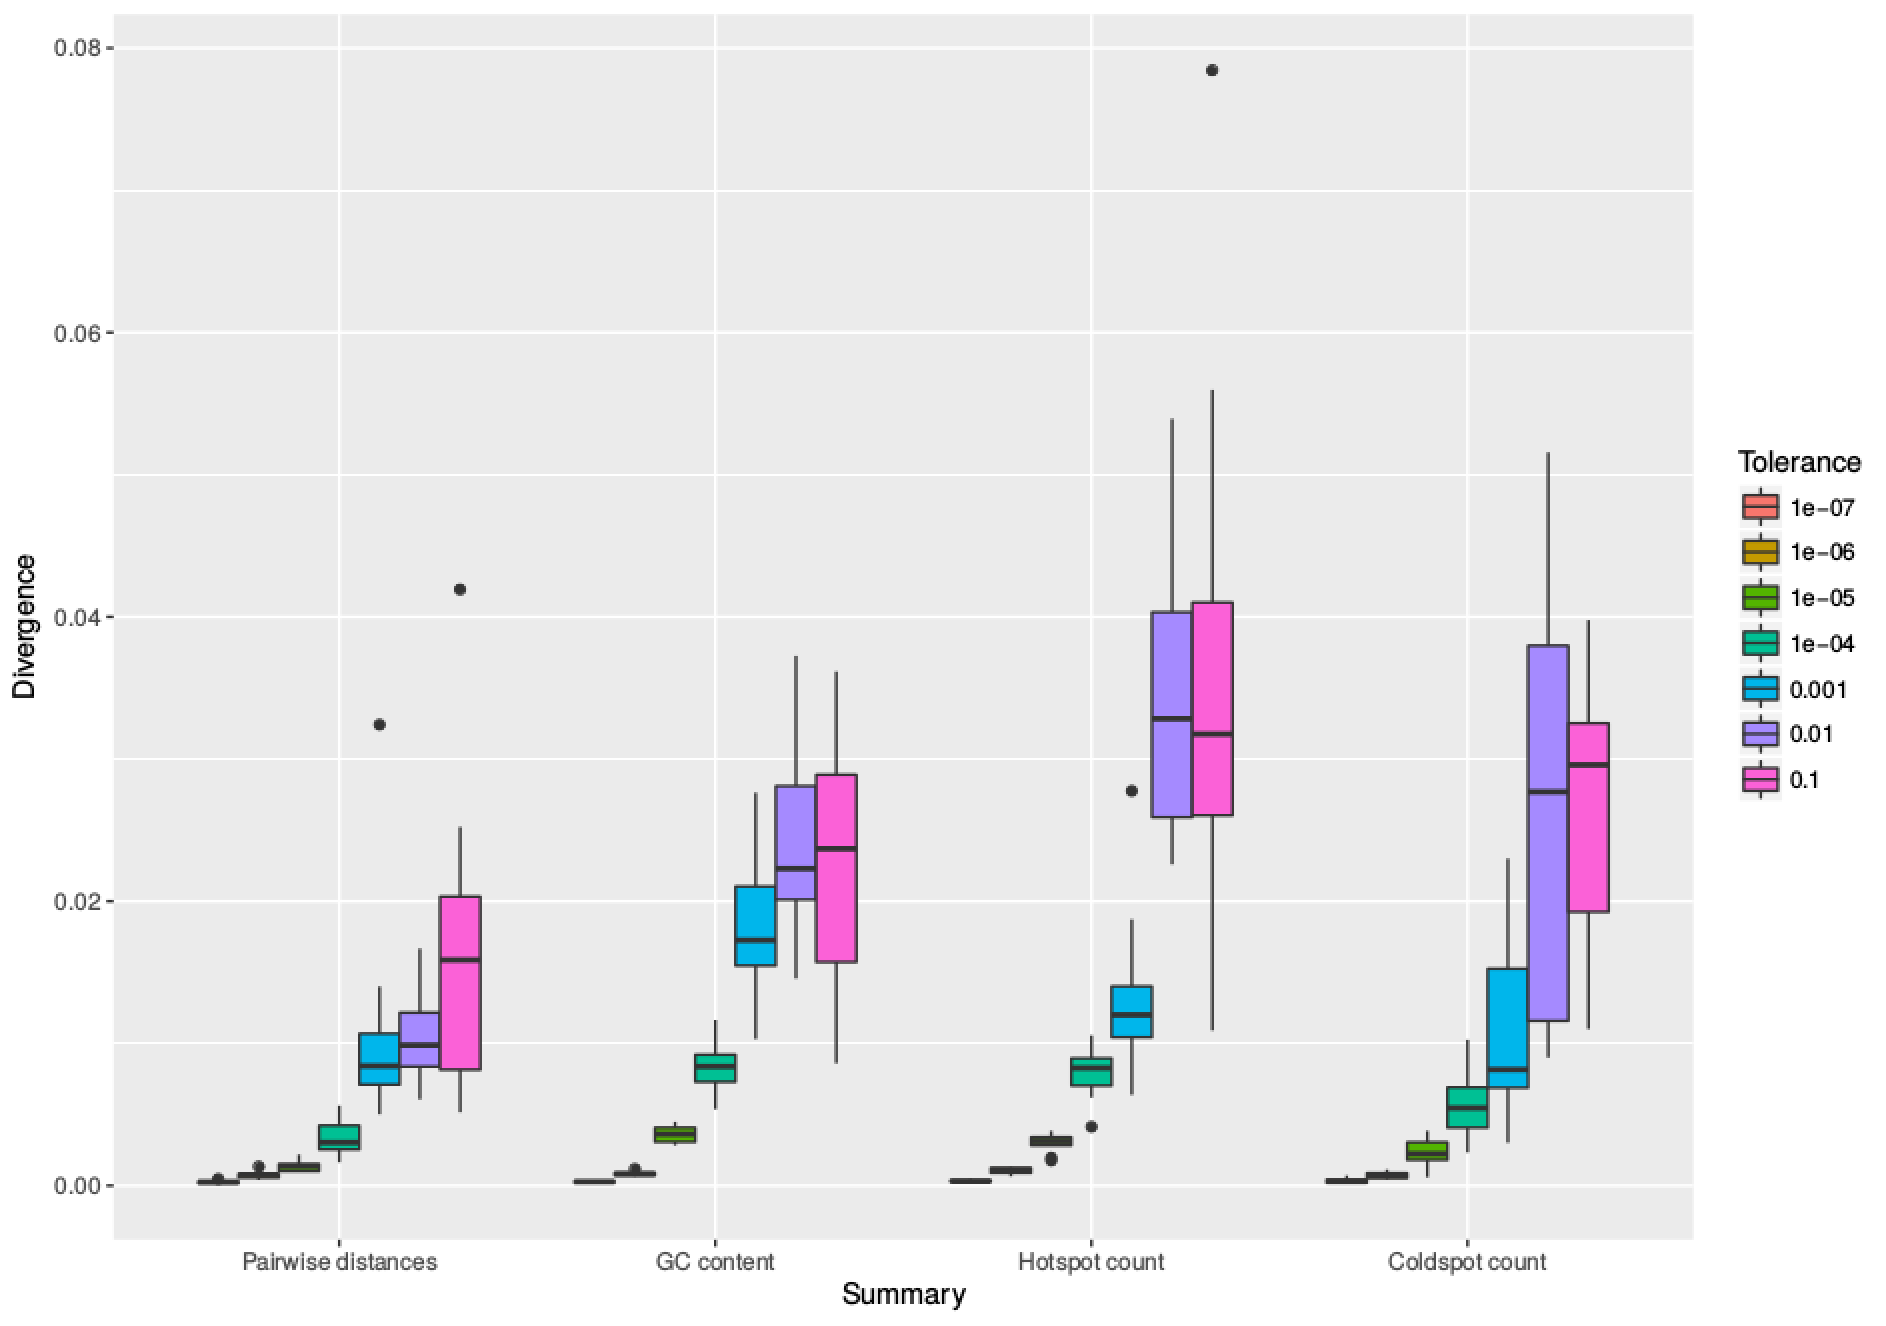 0.08
0.06
0.04
0.02
0.00
Divergence
Pairwise distances
GC content
Hotspot count
Coldspot count
Summary
Tolerance
1e−07
1e−06
1e−05
1e−04
0.001
0.01
0.1